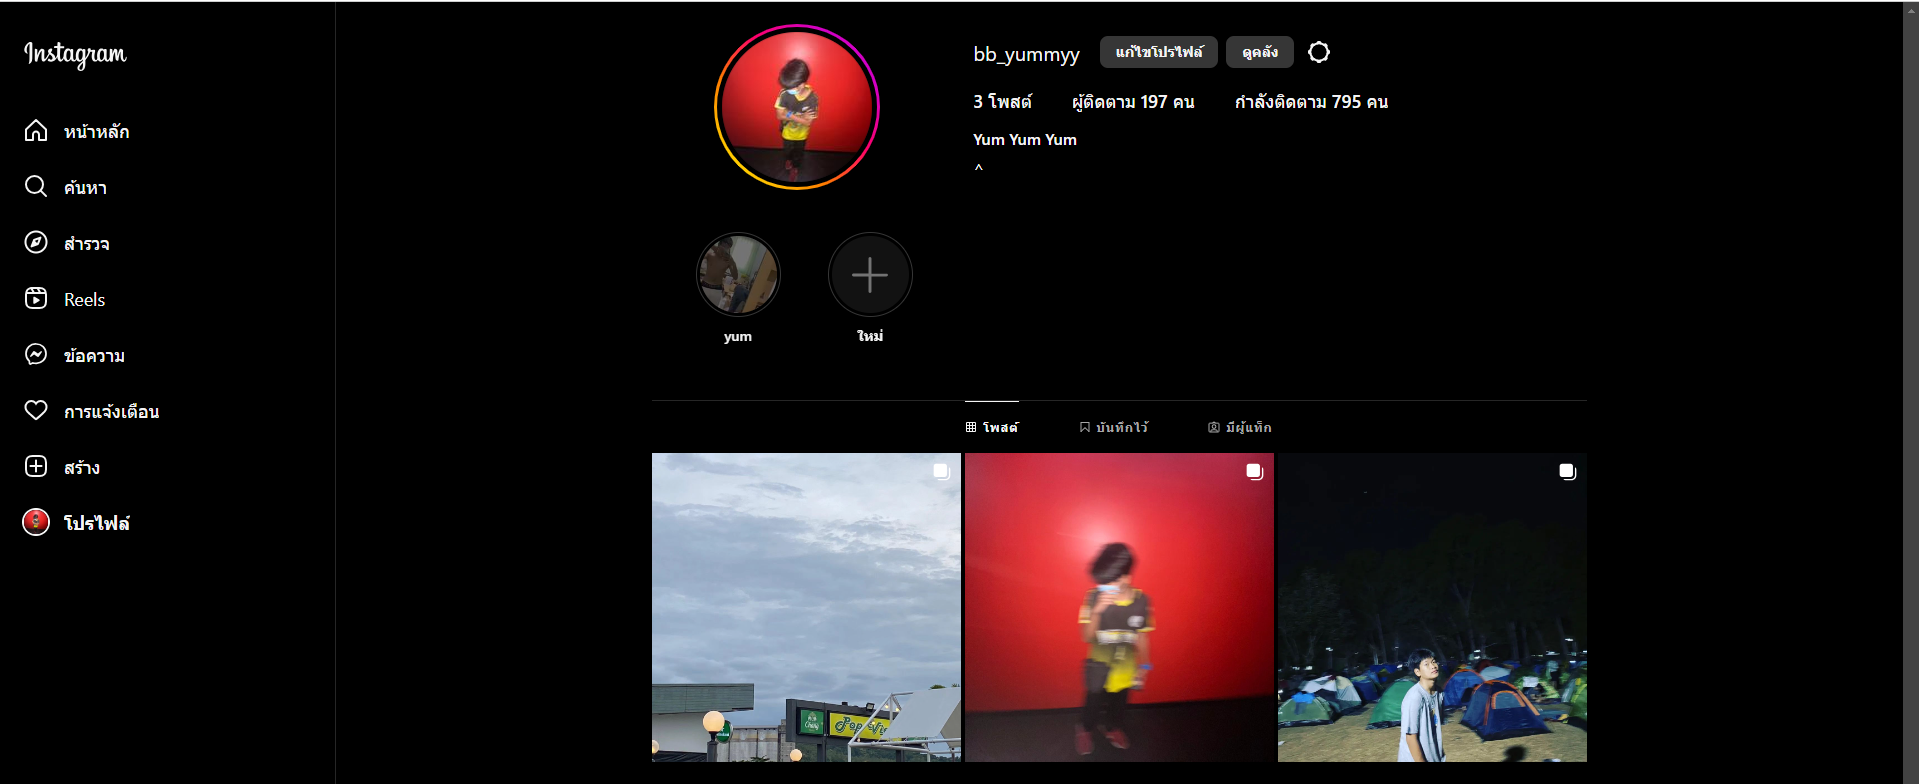 Instagram
หน้าหลัก
ค้นหา
สำรวจ
Reels
ข้อความ
การแจ้งเตือน
สร้าง
โปรไฟล์
bb_yummyy แก้ไขโปรไฟล์ ดูคลัง
3 โพสต์ ผู้ติดตาม 197 คน กำลังติดตาม 795 คน
Yum Yum Yum
^
yum ใหม่
โพสต์ บันทึกไว้ มีผู้แท็ก
Chang